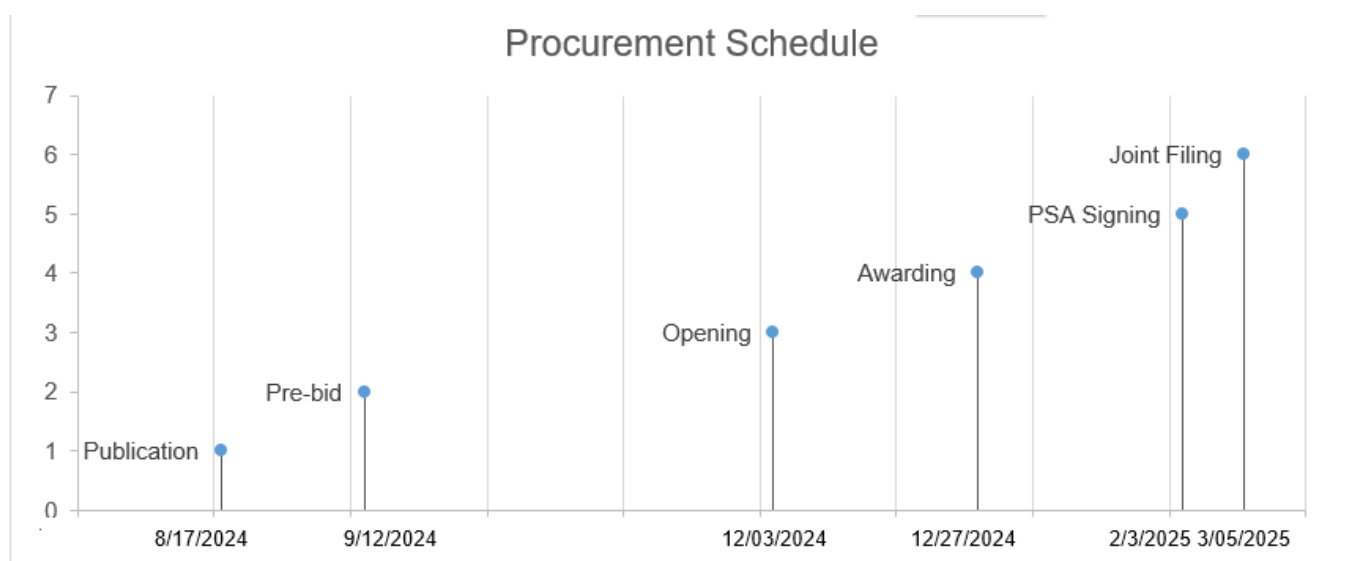 Procurement Schedule
7
6
Joint Filing
5
PSA Signing
4
Awarding
3
Opening
2
Pre-bid
1
Publication
0
8/17/2024 9/12/2024 12/03/2024 12/27/2024 2/3/2025 3/05/2025